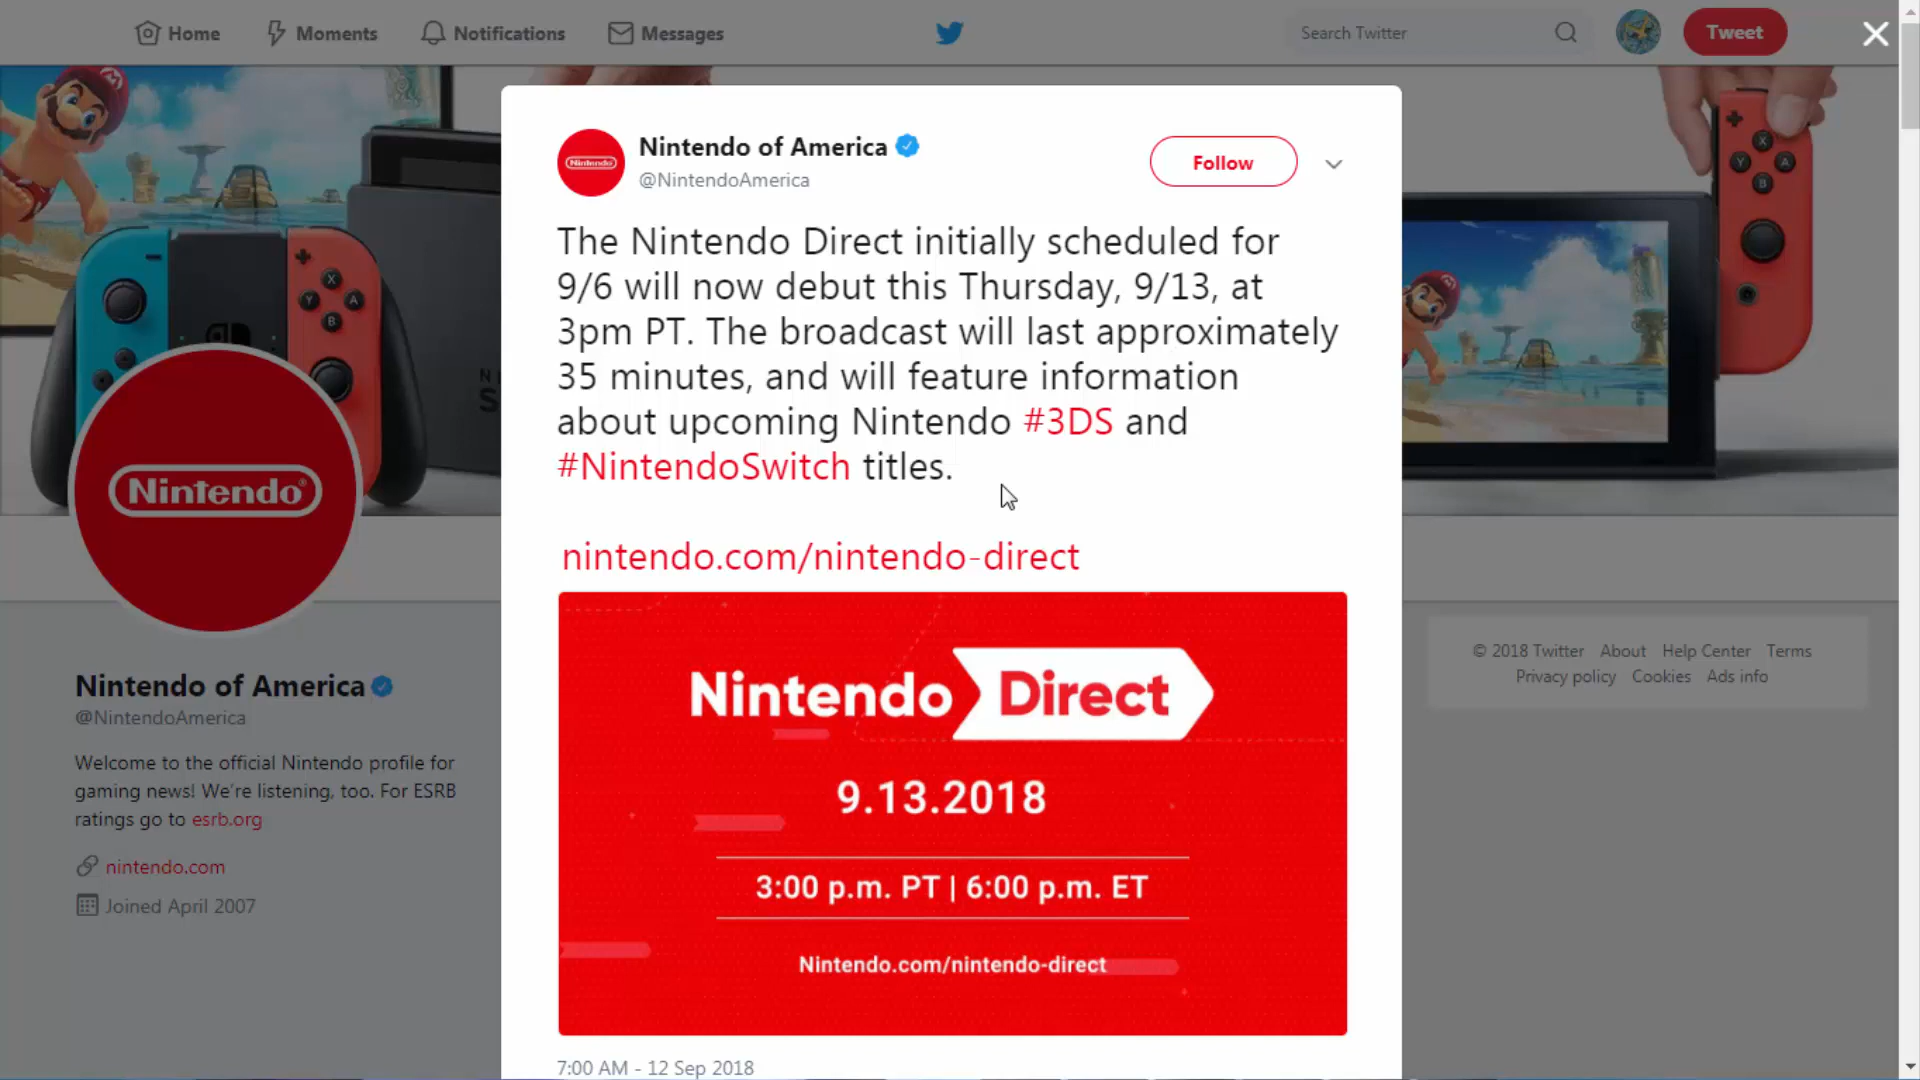 Home
Moments
Notifications
Messages
Search Twitter
Tweet
Nintendo of America
@NintendoAmerica
Follow
The Nintendo Direct initially scheduled for
9/6 will now debut this Thursday, 9/13, at
3pm PT. The broadcast will last approximately
35 minutes, and will feature information
about upcoming Nintendo #3DS and
#NintendoSwitch titles.
nintendo.com/nintendo-direct
Nintendo Direct
9.13.2018
3:00 p.m. PT | 6:00 p.m. ET
Nintendo.com/nintendo-direct
7:00 AM - 12 Sep 2018
Nintendo
Nintendo of America
@NintendoAmerica
Welcome to the official Nintendo profile for
gaming news! We're listening, too. For ESRB
ratings go to esrb.org
nintendo.com
Joined April 2007
© 2018 Twitter About Help Center Terms
Privacy policy Cookies Ads info